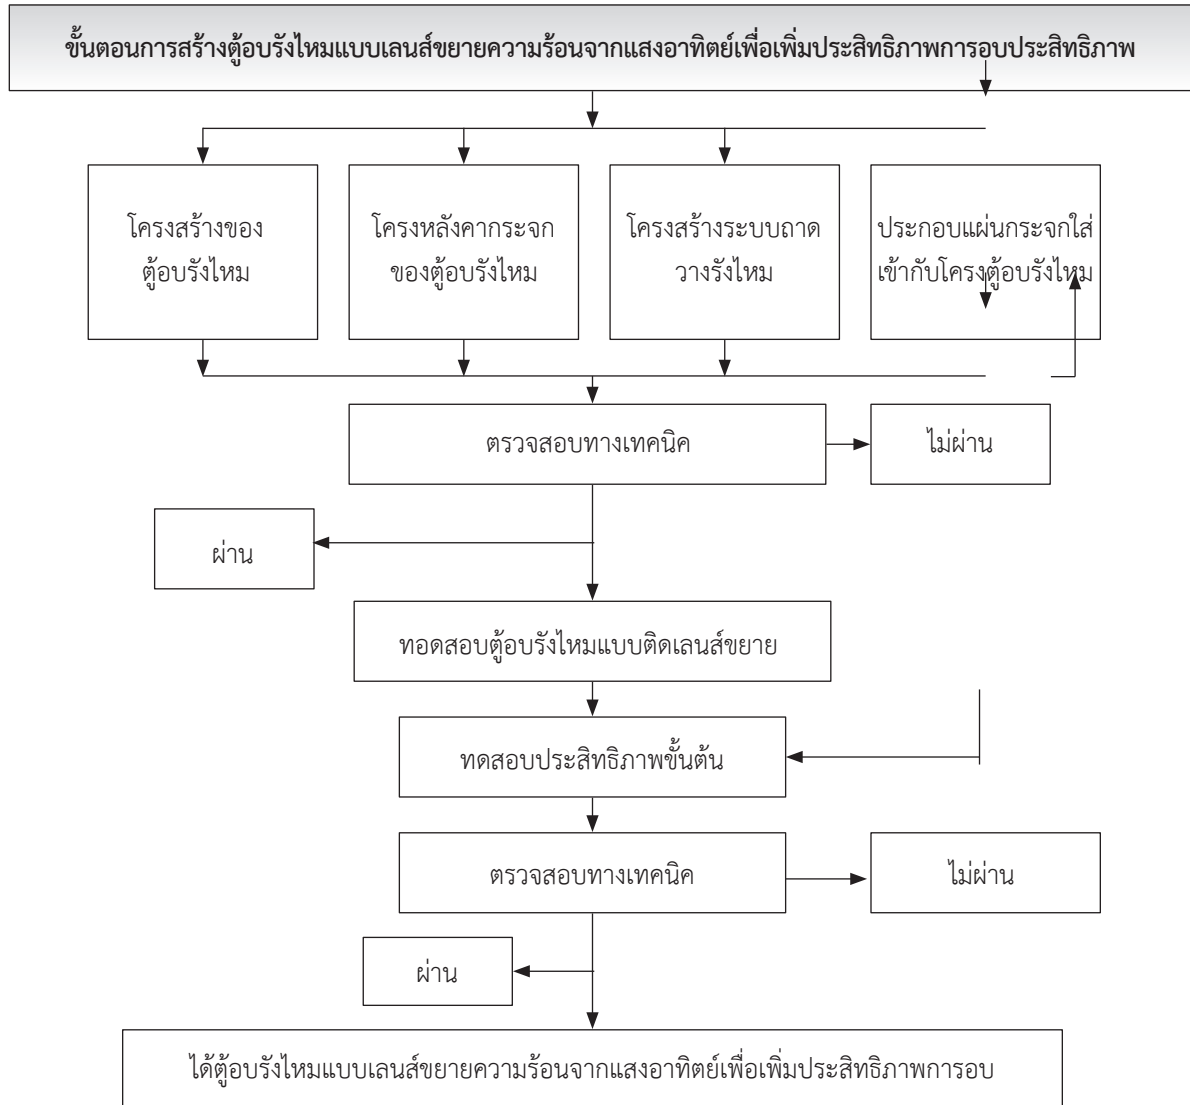 ขั้นตอนการสร้างตู้อบรังไหมแบบเลนส์ขยายความร้อนจากแสงอาทิตย์เพื่อเพิ่มประสิทธิภาพการอบประสิทธิภาพ
โครงสร้างของ
ตู้อบรังไหม
โครงหลังคากระจก
ของตู้อบรังไหม
โครงสร้างระบบถาด
วางรังไหม
ประกอบแผ่นกระจกใส่
เข้ากับโครงตู้อบรังไหม
ตรวจสอบทางเทคนิค
ไม่ผ่าน
ผ่าน
ทอดสอบตู้อบรังไหมแบบติดเลนส์ขยาย
ทดสอบประสิทธิภาพขั้นต้น
ตรวจสอบทางเทคนิค
ไม่ผ่าน
ผ่าน
ได้ตู้อบรังไหมแบบเลนส์ขยายความร้อนจากแสงอาทิตย์เพื่อเพิ่มประสิทธิภาพการอบ